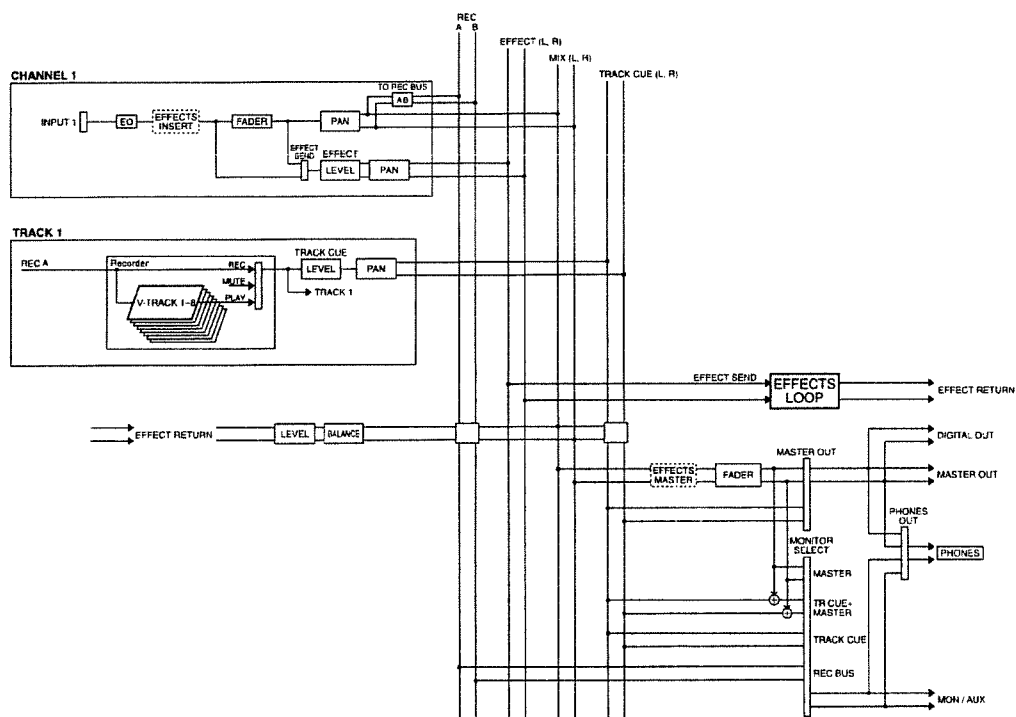 REC
A B
EFFECT (L, R)
MIX (L, R)
TRACK CUE (L, R)
CHANNEL 1
TO REC BUS
AB
INPUT 1
EQ
EFFECTS
INSERT
FADER
PAN
EFFECT
SEND
EFFECT
LEVEL
PAN
TRACK 1
REC A
Recorder
REC
MUTE
PLAY
V-TRACK 1-8
TRACK CUE
LEVEL
PAN
TRACK 1
EFFECT SEND
EFFECTS
LOOP
EFFECT RETURN
EFFECT RETURN
LEVEL
BALANCE
MASTER OUT
DIGITAL OUT
EFFECTS
MASTER
FADER
MASTER OUT
PHONES
OUT
PHONES
MONITOR
SELECT
MASTER
TR CUE+
MASTER
TRACK CUE
REC BUS
MON / AUX